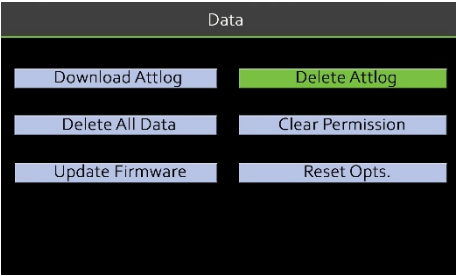 Data
Download Attlog
Delete Attlog
Delete All Data
Clear Permission
Update Firmware
Reset Opts.